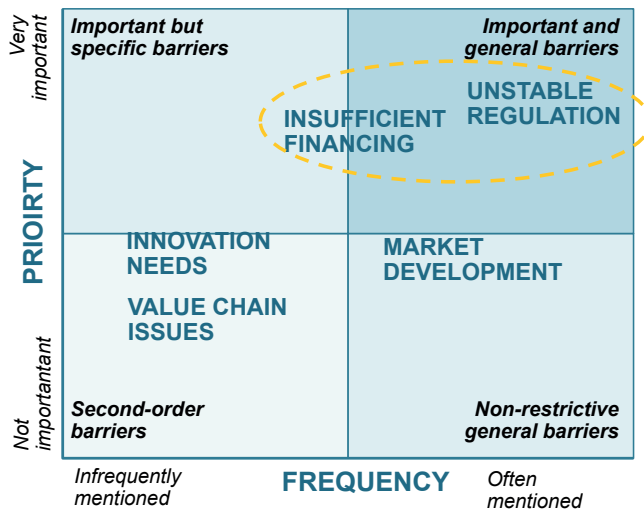 Very
important
Important but
specific barriers
Important and
general barriers
UNSTABLE
REGULATION
INSUFFICIENT
FINANCING
PRIOIRTY
INNOVATION
NEEDS
MARKET
DEVELOPMENT
VALUE CHAIN
ISSUES
Not
importantant
Second-order
barriers
Non-restrictive
general barriers
Infrequently
mentioned
FREQUENCY
Often
mentioned